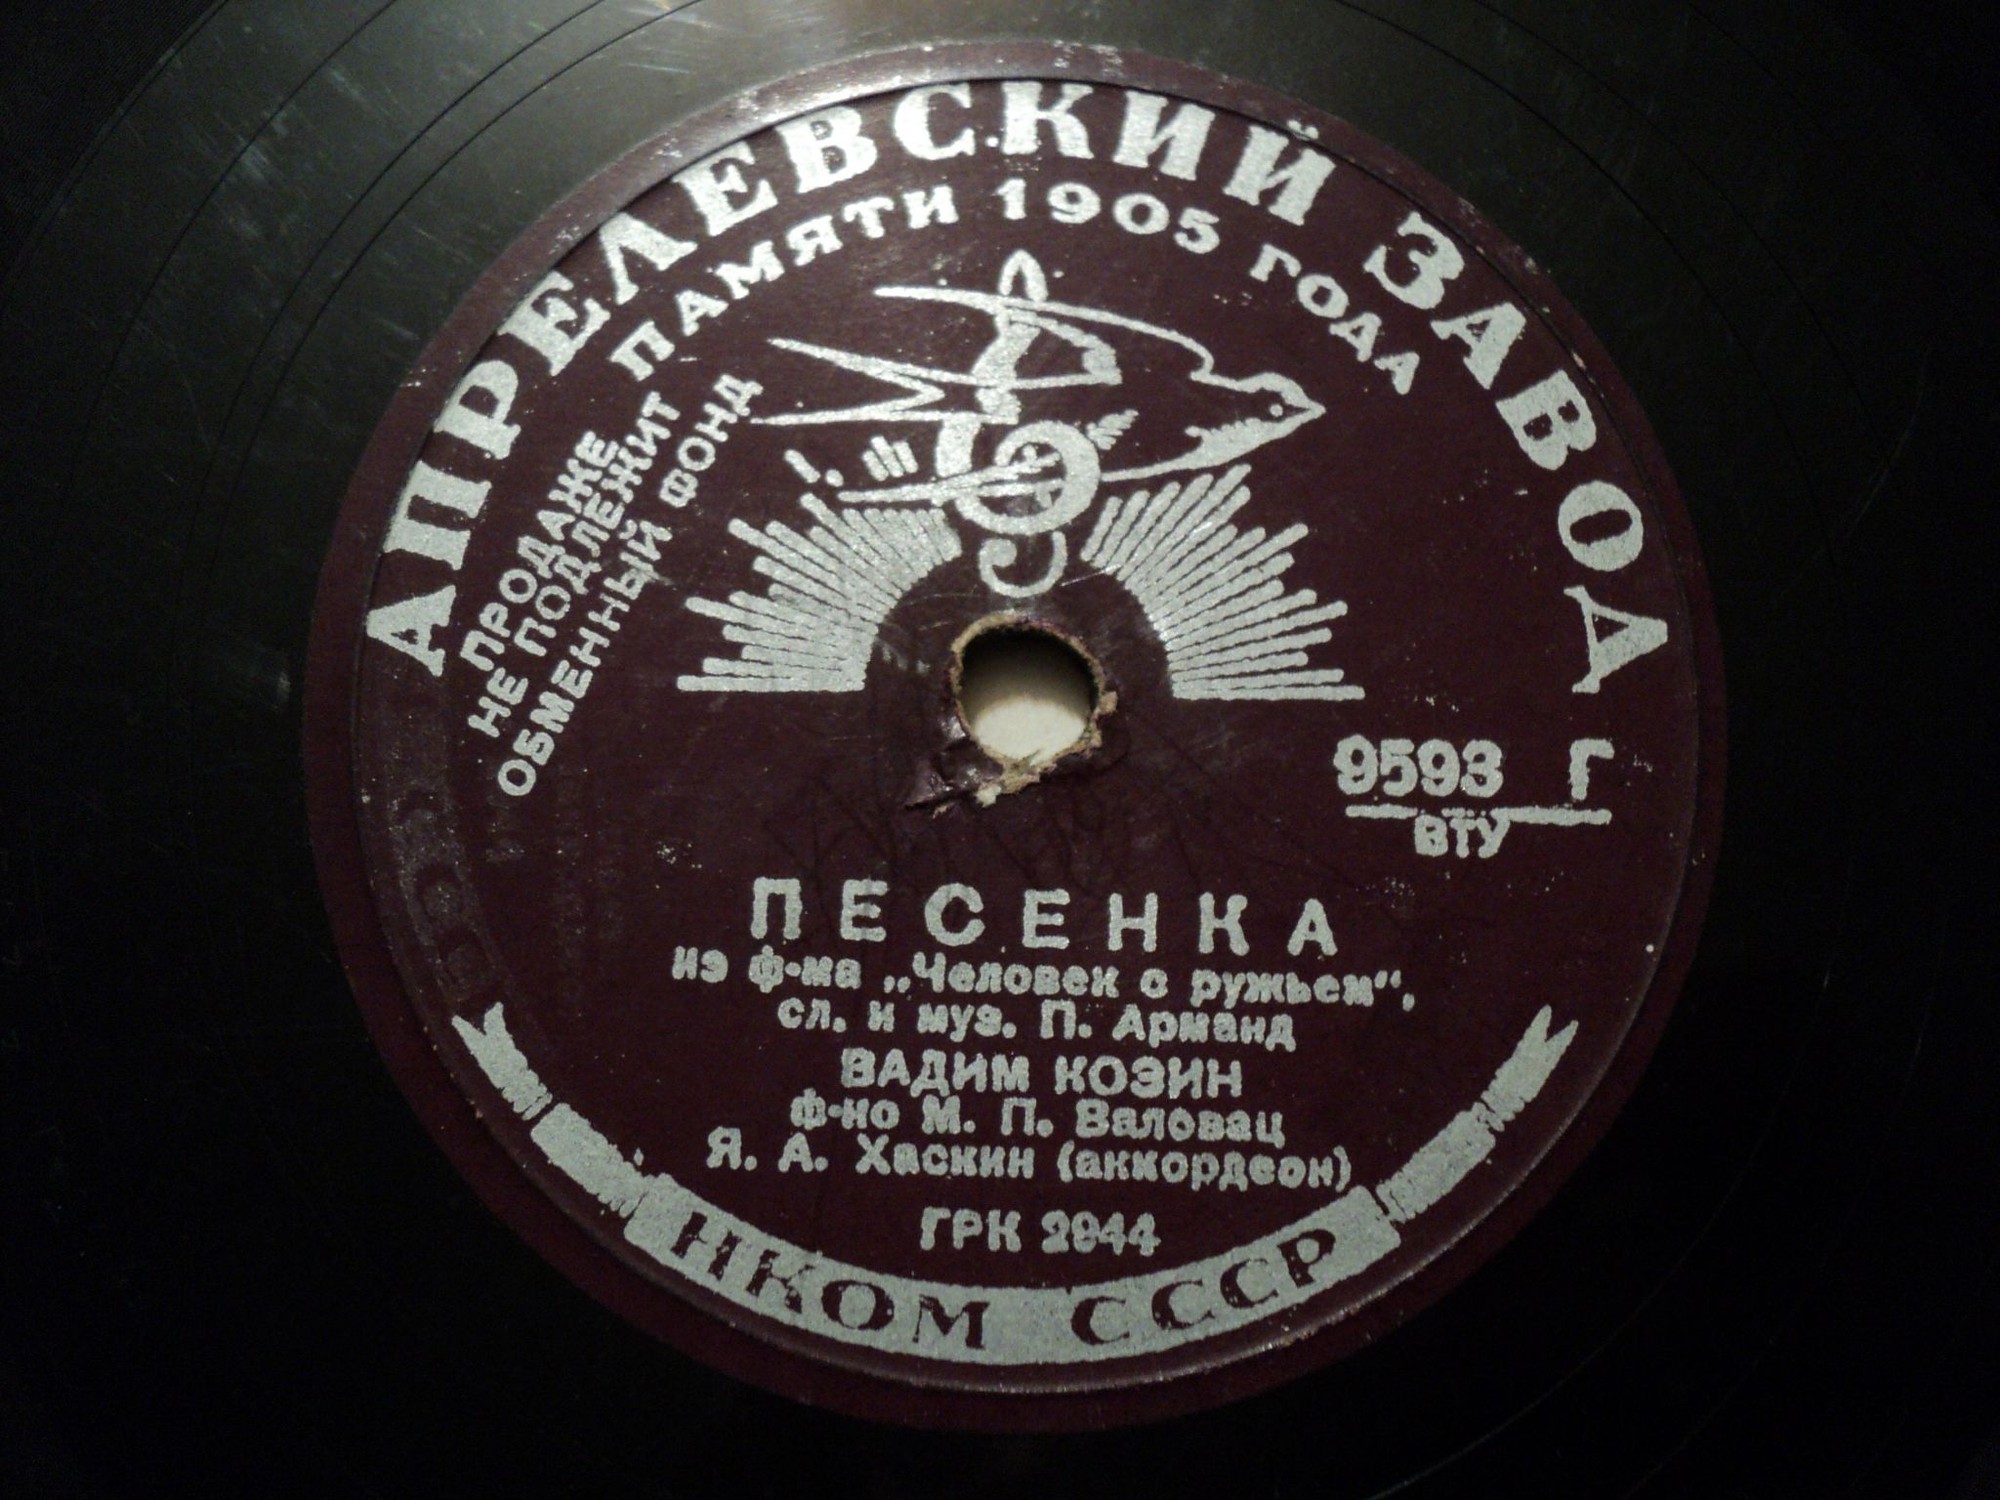 АПРЕЛЕВСКИЙ ЗАВОД
ПАМЯТИ 1905 ГОДА
ПРОДАЖЕ
НЕ ПОДЛЕЖИТ
ОБМЕННЫЙ ФОНД
9593 Г
ВТУ
ПЕСЕНКА
из ф-ма „Человек с ружьем“,
сл. и муз. П. Арманд
ВАДИМ КОЗИН
ф-но М. П. Валовац
Я. А. Хаскин (аккордеон)
ГРК 2944
НКОМ СССР